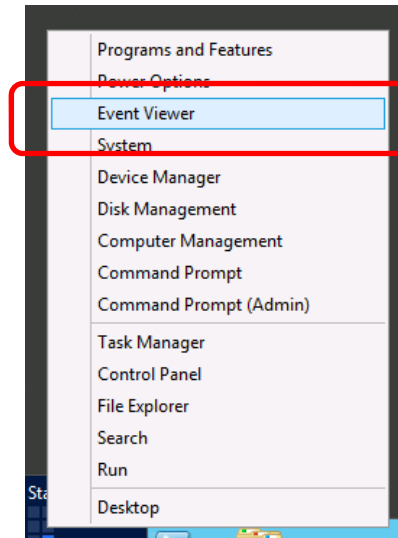 Programs and Features
Power Options
Event Viewer
System
Device Manager
Disk Management
Computer Management
Command Prompt
Command Prompt (Admin)
Task Manager
Control Panel
File Explorer
Search
Run
Sta
Desktop